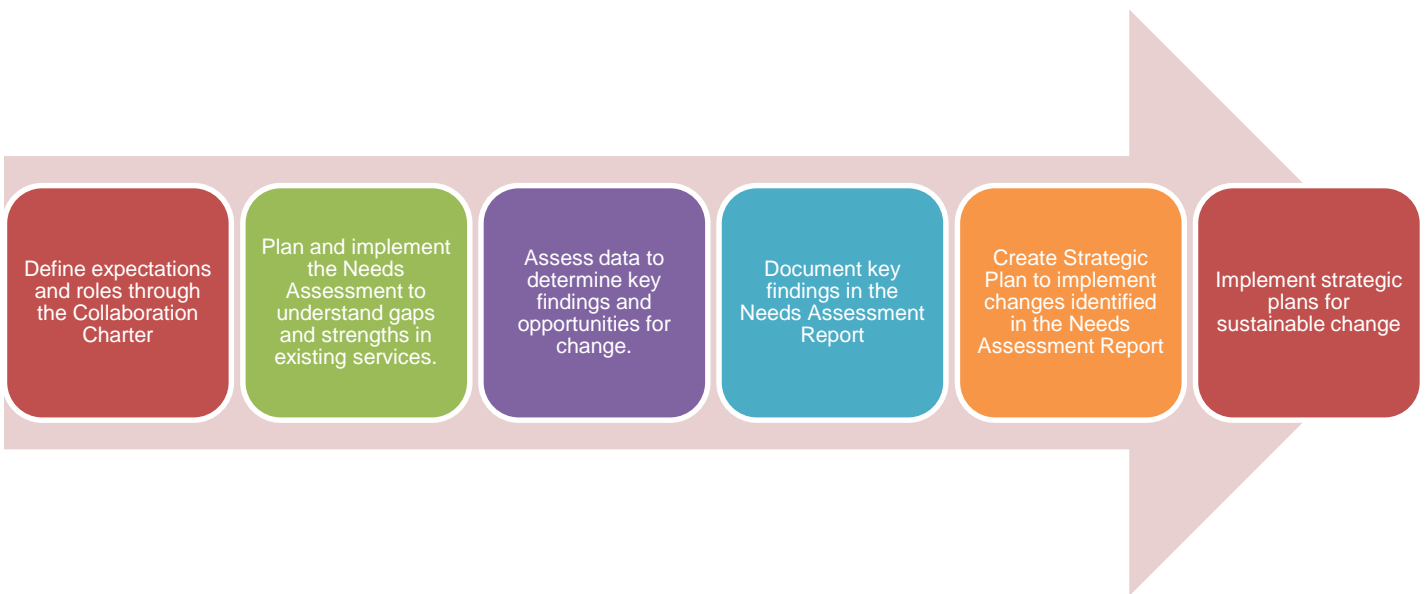 Define expectations
and roles through
the Collaboration
Charter
Plan and implement
the Needs
Assessment to
understand gaps
and strengths in
existing services.
Assess data to
determine key
findings and
opportunities for
change.
Document key
findings in the
Needs Assessment
Report
Create Strategic
Plan to implement
changes identified
in the Needs
Assessment Report
Implement strategic
plans for
sustainable change